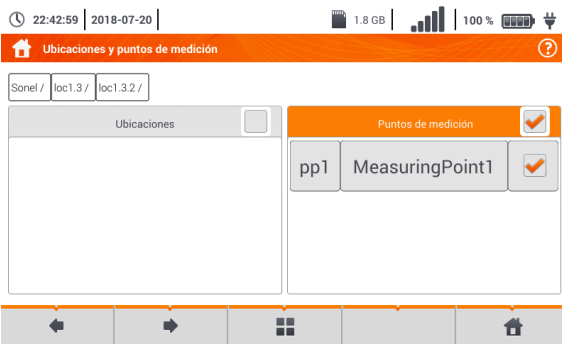 22:42:59 2018-07-20 1.8 GB 100 %
Ubicaciones y puntos de medición ?
Sonel / loc1.3 / loc1.3.2 /
Ubicaciones Puntos de medición
pp1 MeasuringPoint1